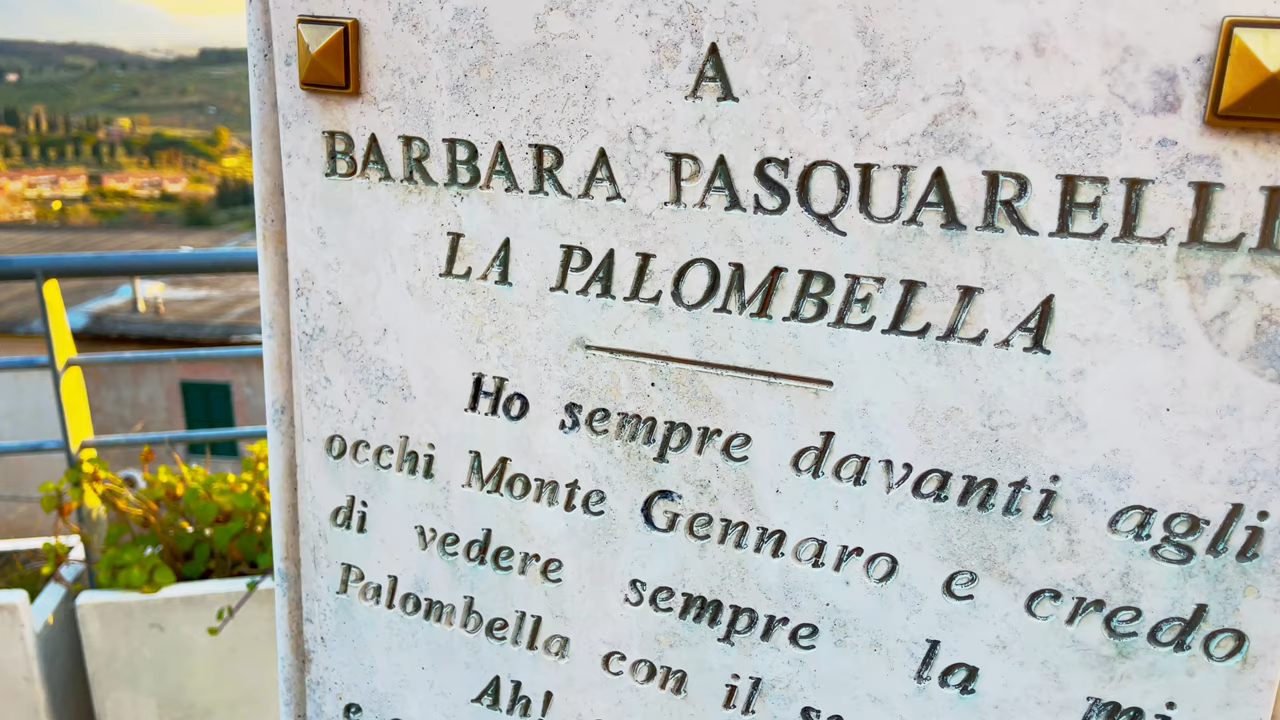 A
BARBARA PASQUARELLI
LA PALOMBELLA
Ho sempre davanti agli
occhi Monte Gennaro e credo
di vedere sempre la
Palombella con il
Ah!